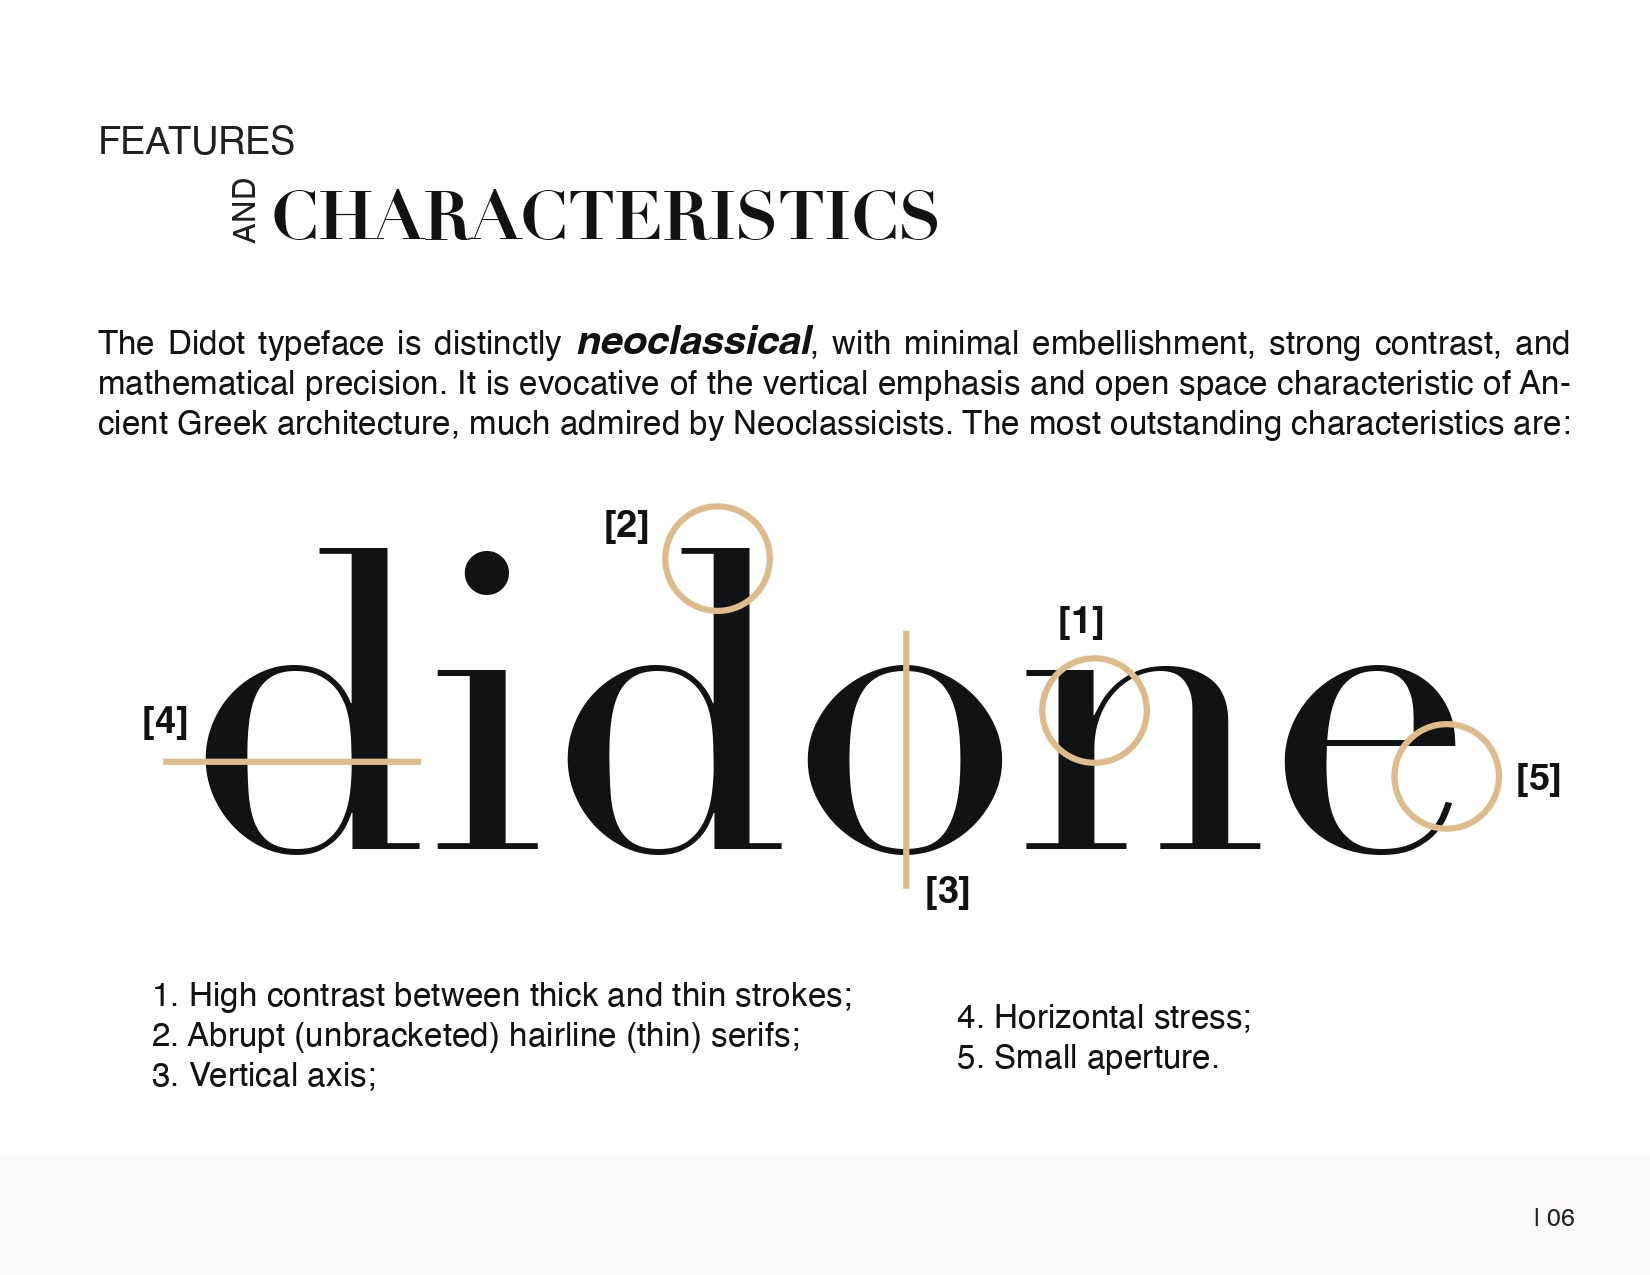 FEATURES
AND CHARACTERISTICS
The Didot typeface is distinctly neoclassical, with minimal embellishment, strong contrast, and
mathematical precision. It is evocative of the vertical emphasis and open space characteristic of An-
cient Greek architecture, much admired by Neoclassicists. The most outstanding characteristics are:
[2]
[1]
[4]
didone
[5]
[3]
1. High contrast between thick and thin strokes;
2. Abrupt (unbracketed) hairline (thin) serifs;
3. Vertical axis;
4. Horizontal stress;
5. Small aperture.
| 06